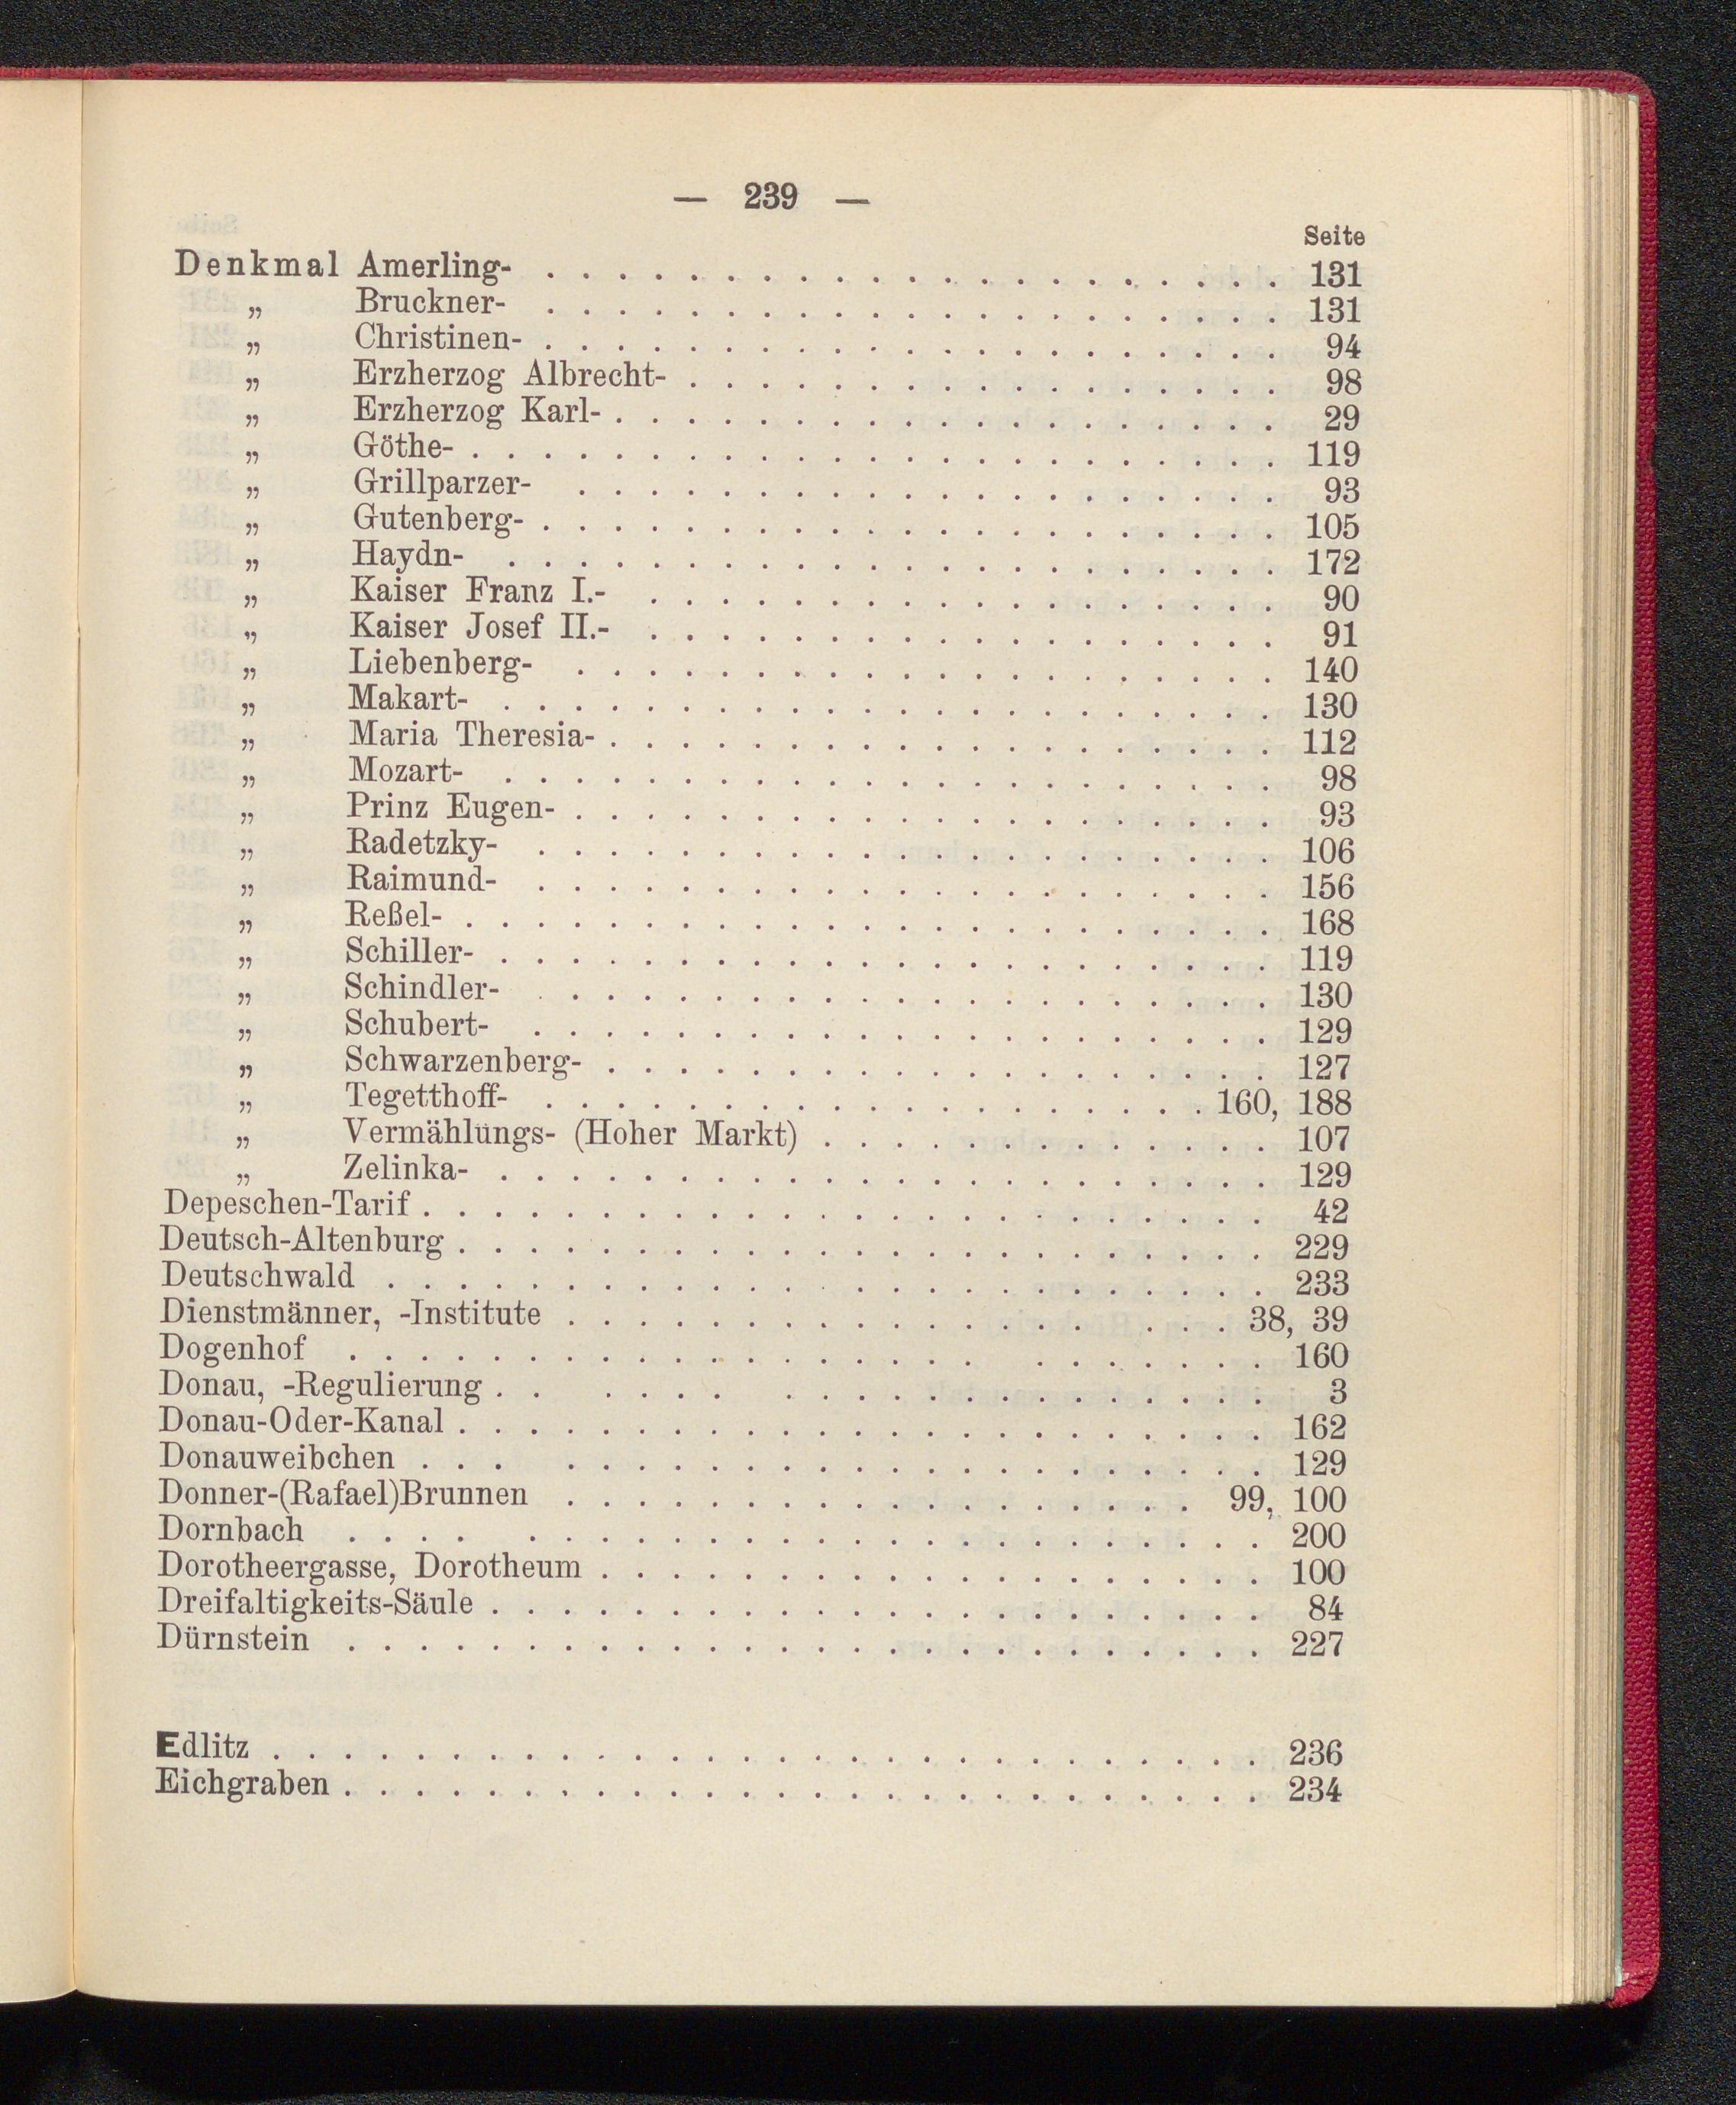 — 239 —
Seite
Denkmal Amerling- . . . . . . . . . . . . . . . . . . . . . 131
„ Bruckner- . . . . . . . . . . . . . . . . . . . . . 131
„ Christinen- . . . . . . . . . . . . . . . . . . . . . 94
„ Erzherzog Albrecht- . . . . . . . . . . . . . . . . . 98
„ Erzherzog Karl- . . . . . . . . . . . . . . . . . . . 29
„ Göthe- . . . . . . . . . . . . . . . . . . . . . . . 119
„ Grillparzer- . . . . . . . . . . . . . . . . . . . . 93
„ Gutenberg- . . . . . . . . . . . . . . . . . . . . . 105
„ Haydn- . . . . . . . . . . . . . . . . . . . . . . 172
„ Kaiser Franz I.- . . . . . . . . . . . . . . . . . . 90
„ Kaiser Josef II.- . . . . . . . . . . . . . . . . . . 91
„ Liebenberg- . . . . . . . . . . . . . . . . . . . . 140
„ Makart- . . . . . . . . . . . . . . . . . . . . . . 130
„ Maria Theresia- . . . . . . . . . . . . . . . . . . . 112
„ Mozart- . . . . . . . . . . . . . . . . . . . . . . 98
„ Prinz Eugen- . . . . . . . . . . . . . . . . . . . . 93
„ Radetzky- . . . . . . . . . . . . . . . . . . . . . 106
„ Raimund- . . . . . . . . . . . . . . . . . . . . . 156
„ Reßel- . . . . . . . . . . . . . . . . . . . . . . . 168
„ Schiller- . . . . . . . . . . . . . . . . . . . . . . 119
„ Schindler- . . . . . . . . . . . . . . . . . . . . . 130
„ Schubert- . . . . . . . . . . . . . . . . . . . . . 129
„ Schwarzenberg- . . . . . . . . . . . . . . . . . . 127
„ Tegetthoff- . . . . . . . . . . . . . . . . . . . 160, 188
„ Vermählungs- (Hoher Markt) . . . . . . . . . . . . . 107
„ Zelinka- . . . . . . . . . . . . . . . . . . . . . . 129
Depeschen-Tarif . . . . . . . . . . . . . . . . . . . . . . . . 42
Deutsch-Altenburg . . . . . . . . . . . . . . . . . . . . . . . 229
Deutschwald . . . . . . . . . . . . . . . . . . . . . . . . . 233
Dienstmänner, -Institute . . . . . . . . . . . . . . . . . . . 38, 39
Dogenhof . . . . . . . . . . . . . . . . . . . . . . . . . 160
Donau, -Regulierung . . . . . . . . . . . . . . . . . . . . . 3
Donau-Oder-Kanal . . . . . . . . . . . . . . . . . . . . . . . 162
Donauweibchen . . . . . . . . . . . . . . . . . . . . . . . 129
Donner-(Rafael)Brunnen . . . . . . . . . . . . . . . . . . 99, 100
Dornbach . . . . . . . . . . . . . . . . . . . . . . . . . 200
Dorotheergasse, Dorotheum . . . . . . . . . . . . . . . . . . . 100
Dreifaltigkeits-Säule . . . . . . . . . . . . . . . . . . . . . . 84
Dürnstein . . . . . . . . . . . . . . . . . . . . . . . . . . 227
Edlitz . . . . . . . . . . . . . . . . . . . . . . . . . . . . 236
Eichgraben . . . . . . . . . . . . . . . . . . . . . . . . . . 234